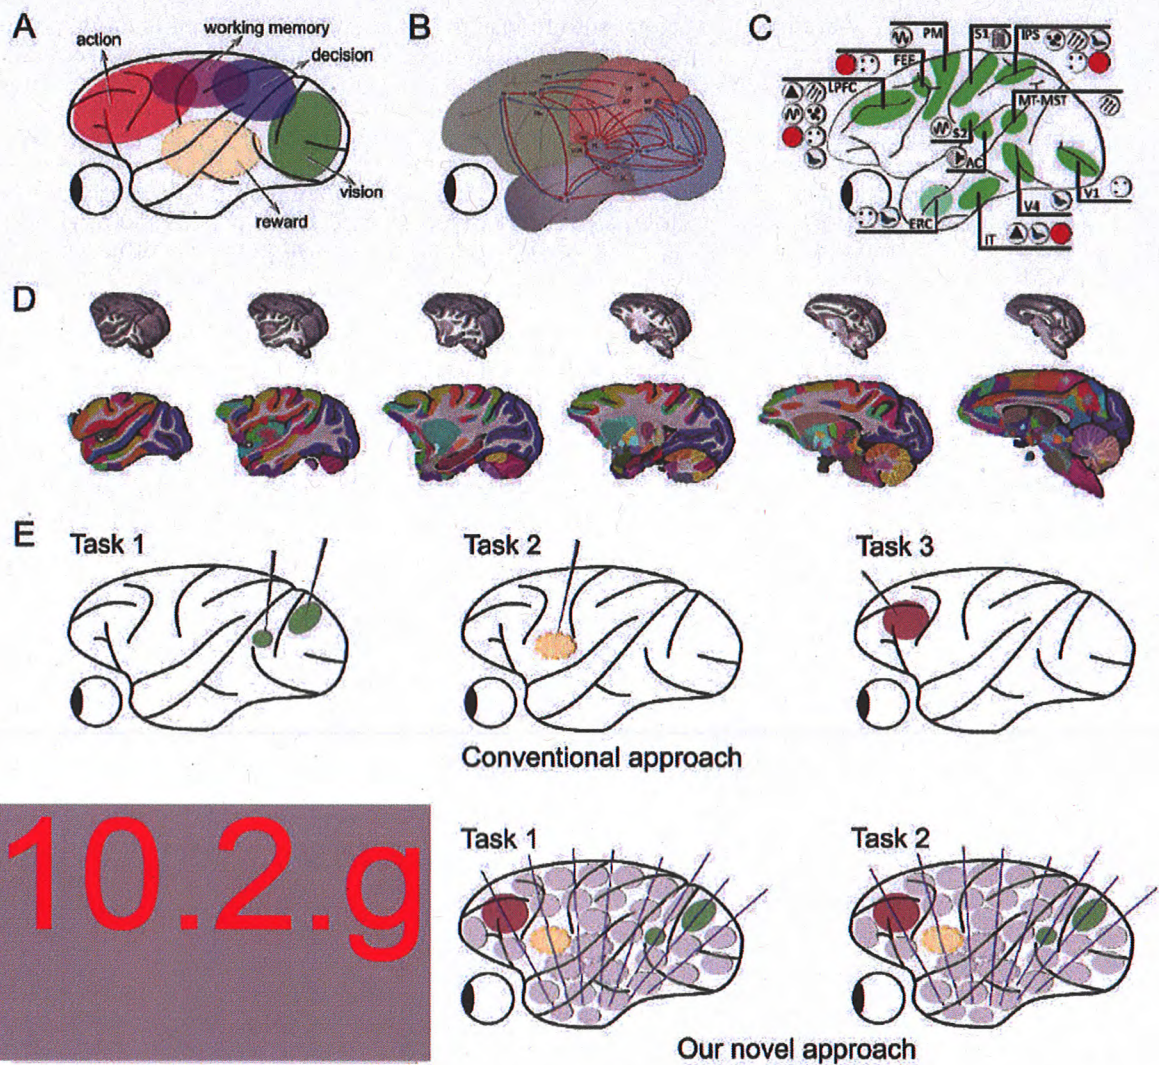 A
action
working memory
decision
vision
reward
B
C
PM
S1
IPS
FEF
LPFC
MT-MST
S2
AC
V1
V4
ERC
IT
D
E
Task 1
Task 2
Task 3
Conventional approach
10.2.g
Task 1
Task 2
Our novel approach